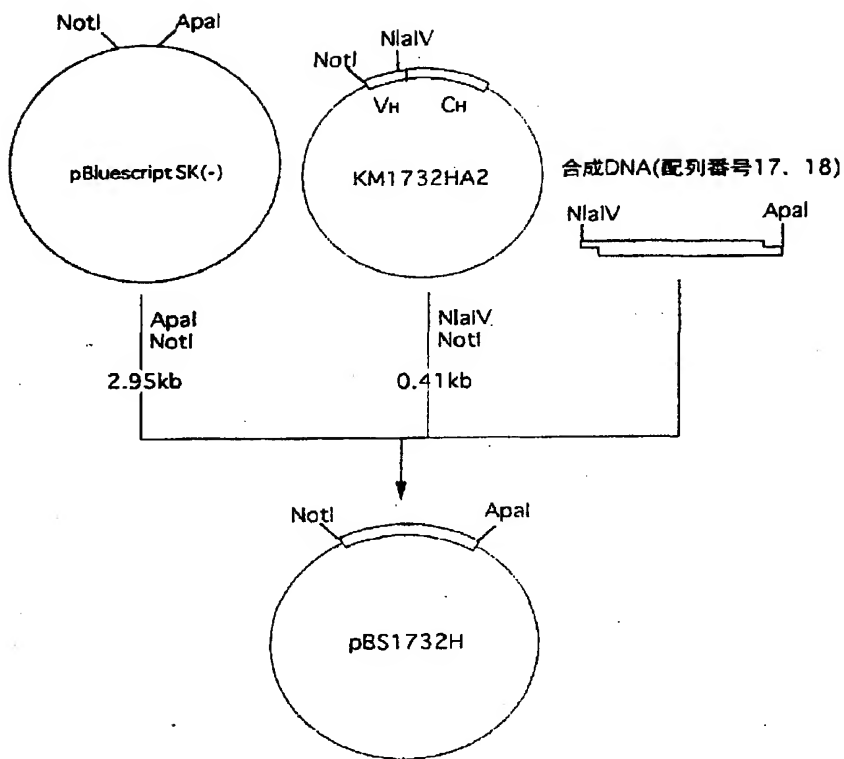 NotI ApaI
pBluescript SK(-)
NotI
NlaIV
VH CH
KM1732HA2
合成DNA(配列番号17、18)
NlaIV ApaI
ApaI
NotI
2.95kb
NlaIV
NotI
0.41kb
NotI ApaI
pBS1732H